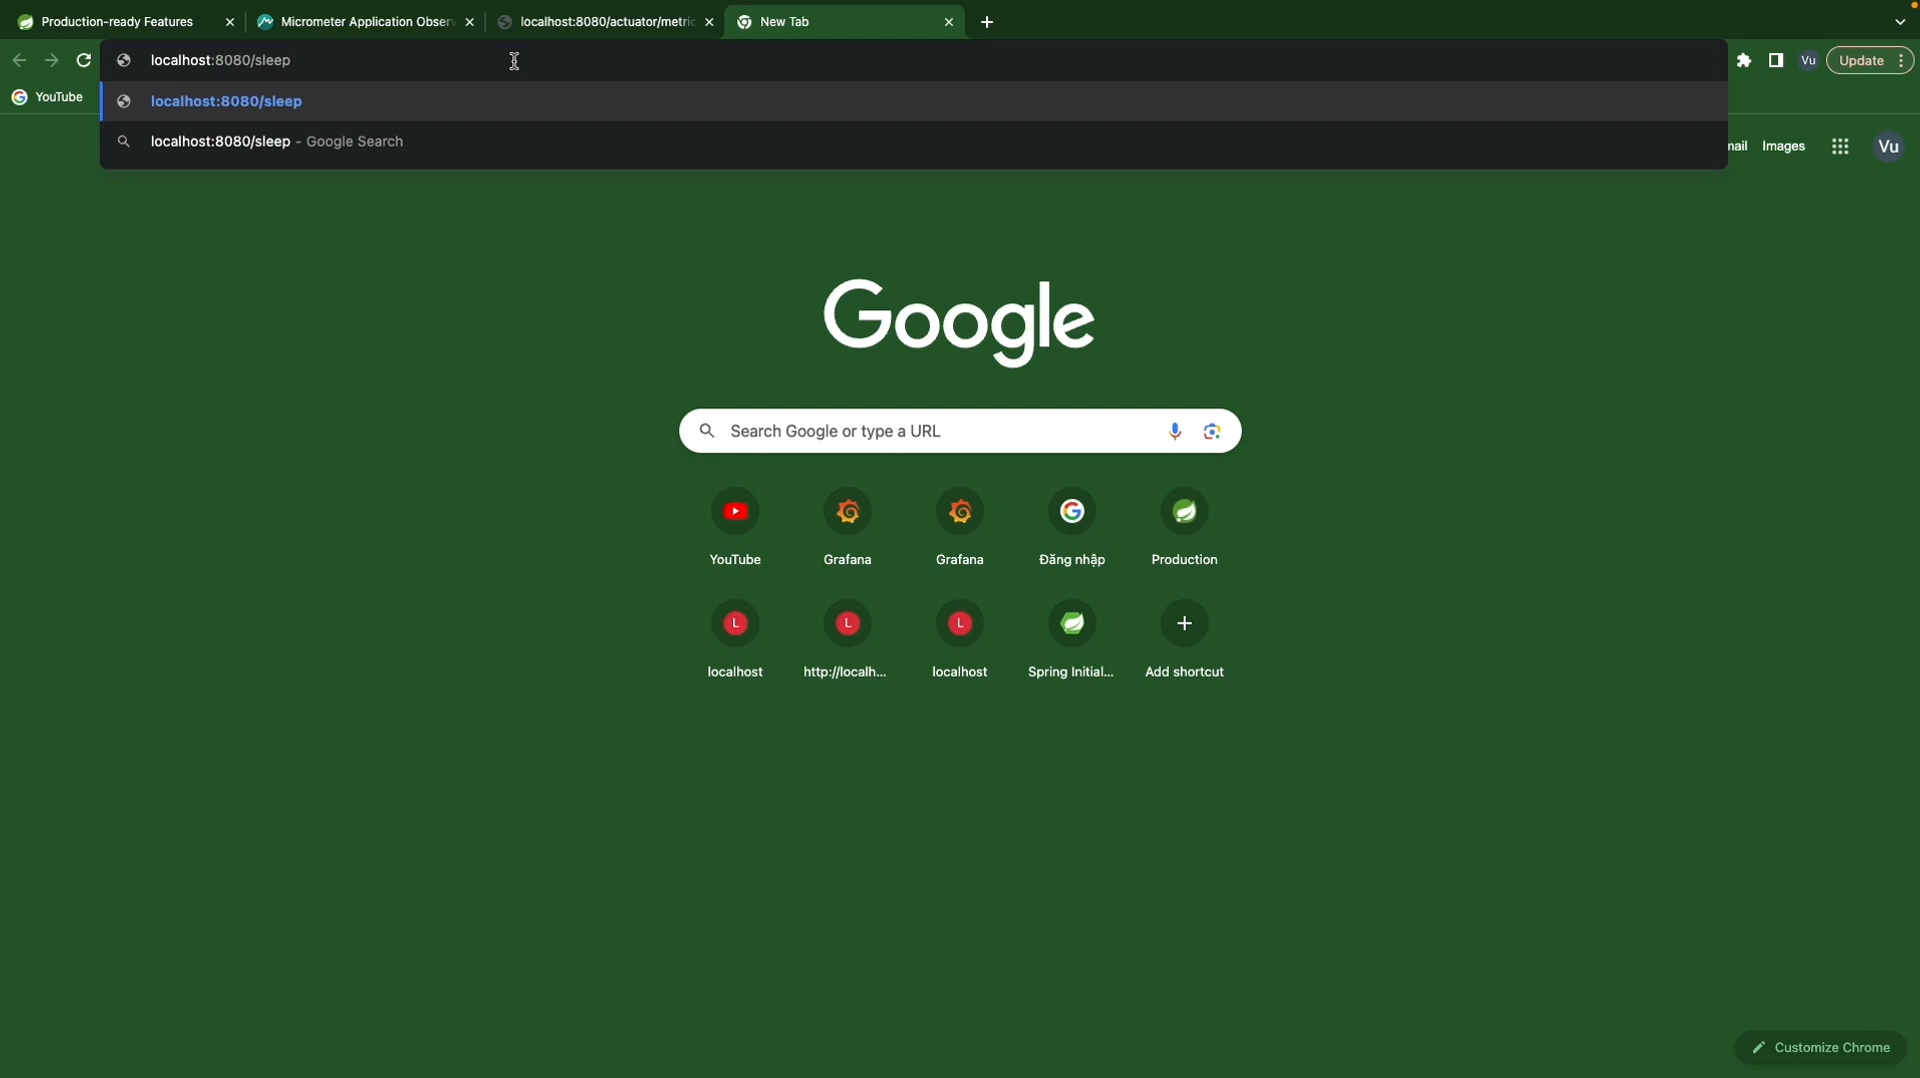 Production-ready Features
Micrometer Application Observ
localhost:8080/actuator/metric
New Tab
localhost:8080/sleep
Vu
Update
YouTube
localhost:8080/sleep
localhost:8080/sleep - Google Search
mail
Images
Vu
Google
Search Google or type a URL
YouTube
Grafana
Grafana
Đăng nhập
Production
L
L
L
localhost
http://localh...
localhost
Spring Initial...
Add shortcut
Customize Chrome